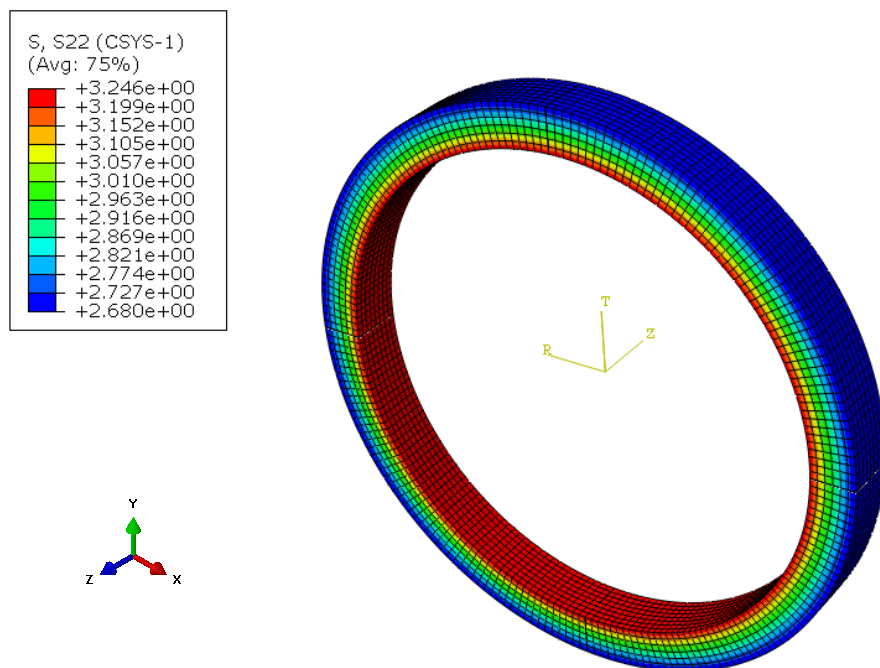 S, S22 (CSYS-1)
(Avg: 75%)
+3.246e+00
+3.199e+00
+3.152e+00
+3.105e+00
+3.057e+00
+3.010e+00
+2.963e+00
+2.916e+00
+2.869e+00
+2.821e+00
+2.774e+00
+2.727e+00
+2.680e+00
T
Z
R
Y
Z
X